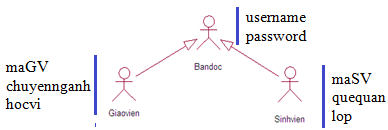 username
password
Bandoc
maGV
chuyennganh
hocvi
Giaovien
maSV
quequan
lop
Sinhvien